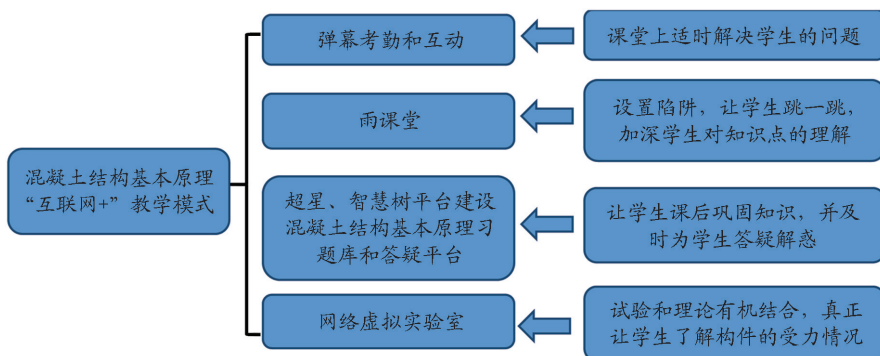 混凝土结构基本原理
“互联网+”教学模式
弹幕考勤和互动
课堂上适时解决学生的问题
雨课堂
设置陷阱，让学生跳一跳，
加深学生对知识点的理解
超星、智慧树平台建设
混凝土结构基本原理习
题库和答疑平台
让学生课后巩固知识，并及
时为学生答疑解惑
网络虚拟实验室
试验和理论有机结合，真正
让学生了解构件的受力情况